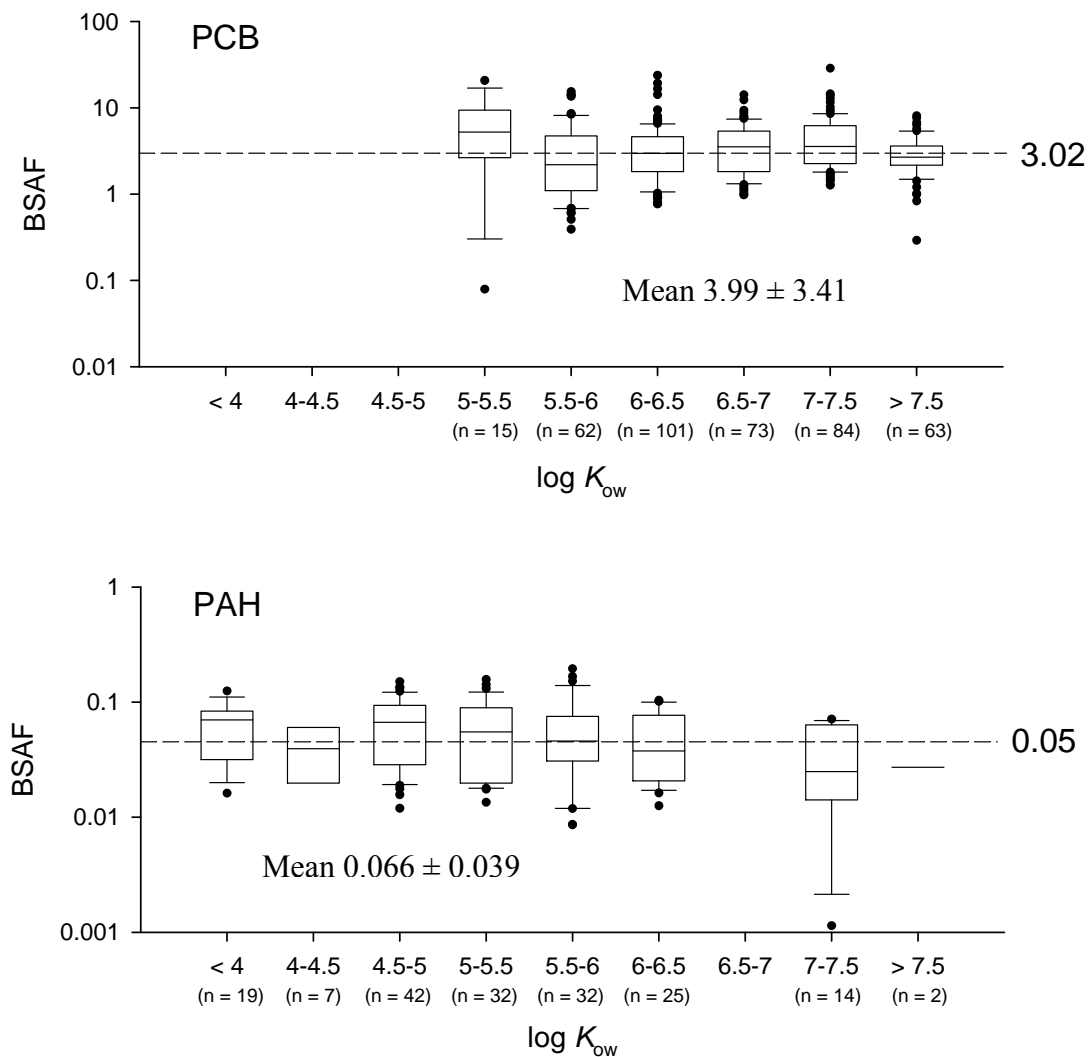 PCB
100
10
1
0.1
0.01
BSAF
3.02
Mean 3.99 ± 3.41
< 4 4-4.5 4.5-5 5-5.5 5.5-6 6-6.5 6.5-7 7-7.5 > 7.5
(n = 15) (n = 62) (n = 101) (n = 73) (n = 84) (n = 63)
log Kow
PAH
1
0.1
0.01
0.001
BSAF
0.05
Mean 0.066 ± 0.039
< 4 4-4.5 4.5-5 5-5.5 5.5-6 6-6.5 6.5-7 7-7.5 > 7.5
(n = 19) (n = 7) (n = 42) (n = 32) (n = 32) (n = 25) (n = 14) (n = 2)
log Kow